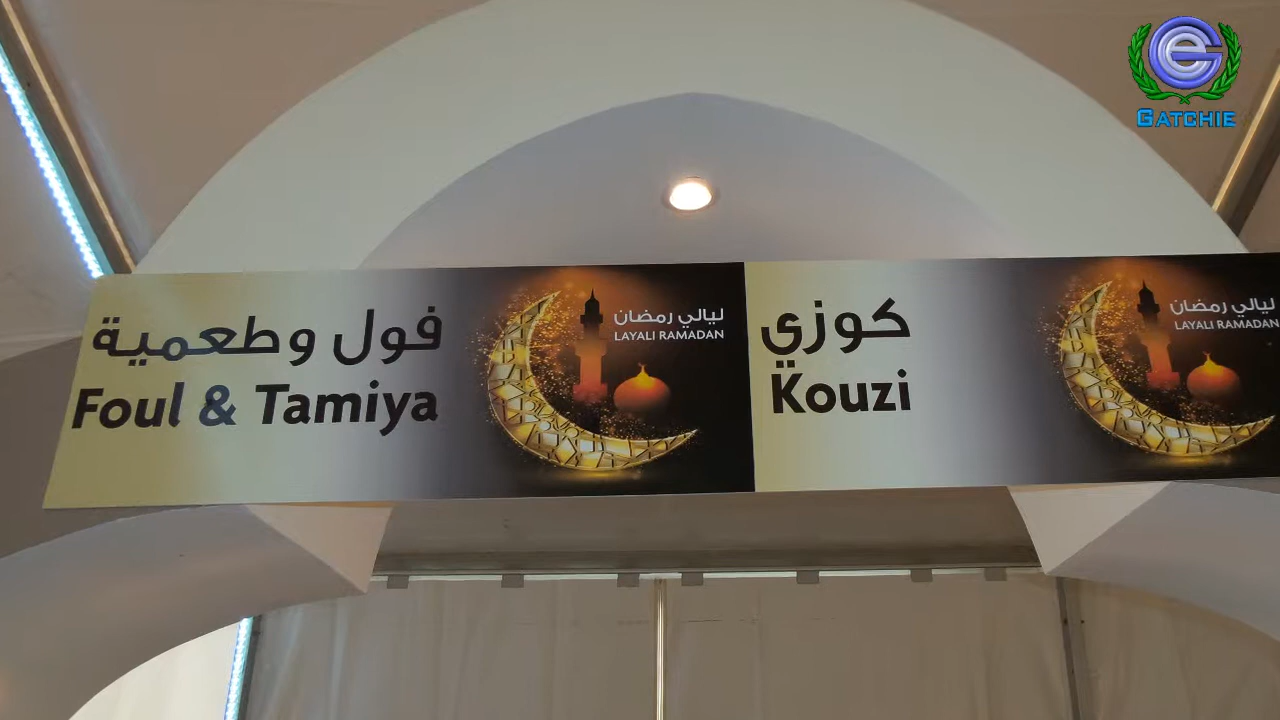 GATCHIE
فول وطعمية
Foul & Tamiya
ليالي رمضان
LAYALI RAMADAN
كوزي
Kouzi
ليالي رمضان
LAYALI RAMADAN